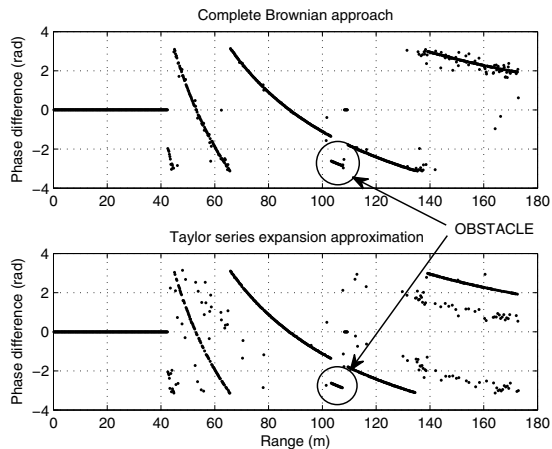 Complete Brownian approach
Phase difference (rad)
4
2
0
−2
−4
0 20 40 60 80 100 120 140 160 180
OBSTACLE
Taylor series expansion approximation
Phase difference (rad)
4
2
0
−2
−4
0 20 40 60 80 100 120 140 160 180
Range (m)